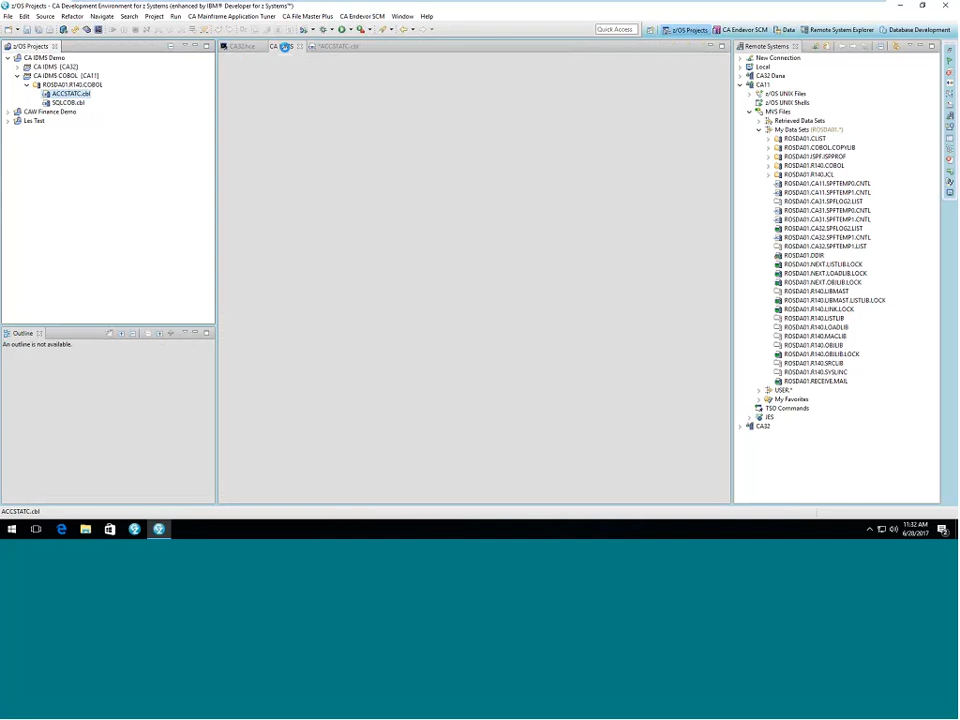 z/OS Projects - CA Development Environment for z Systems (enhanced by IBM® Developer for z Systems™)
File Edit Source Refactor Navigate Search Project Run CA Mainframe Application Tuner CA File Master Plus CA Endevor SCM Window Help
Quick Access z/OS Projects CA Endevor SCM Data Remote System Explorer Database Development
z/OS Projects
CA IDMS Demo
CA IDMS [CA32]
CA IDMS COBOL [CA11]
ROSDA01.R140.COBOL
ACCSTATC.cbl
SQLCOB.cbl
CAW Finance Demo
Les Test
Outline
An outline is not available.
CA32.hce
*ACCSTATC.cbl
Remote Systems
New Connection
Local
CA32 Dana
CA11
z/OS UNIX Files
z/OS UNIX Shells
MVS Files
Retrieved Data Sets
My Data Sets (ROSDA01.*)
ROSDA01.CLIST
ROSDA01.COBOL.COPYLIB
ROSDA01.ISPF.ISPPROF
ROSDA01.R140.COBOL
ROSDA01.R140.JCL
ROSDA01.CA11.SPFTEMP0.CNTL
ROSDA01.CA11.SPFTEMP1.CNTL
ROSDA01.CA31.SPFLOG2.LIST
ROSDA01.CA31.SPFTEMP0.CNTL
ROSDA01.CA31.SPFTEMP1.CNTL
ROSDA01.CA32.SPFLOG2.LIST
ROSDA01.CA32.SPFTEMP1.CNTL
ROSDA01.CA32.SPFTEMP1.LIST
ROSDA01.DDIR
ROSDA01.NEXT.LISTLIB.LOCK
ROSDA01.NEXT.LOADLIB.LOCK
ROSDA01.NEXT.OBJLIB.LOCK
ROSDA01.R140.LIBMAST
ROSDA01.R140.LIBMAST.LISTLIB.LOCK
ROSDA01.R140.LINK.LOCK
ROSDA01.R140.LISTLIB
ROSDA01.R140.LOADLIB
ROSDA01.R140.MACLIB
ROSDA01.R140.OBJLIB
ROSDA01.R140.OBJLIB.LOCK
ROSDA01.R140.SRCLIB
ROSDA01.R140.SYSLINC
ROSDA01.RECEIVE.MAIL
USER.*
My Favorites
TSO Commands
JES
CA32
ACCSTATC.cbl
11:32 AM
6/28/2017